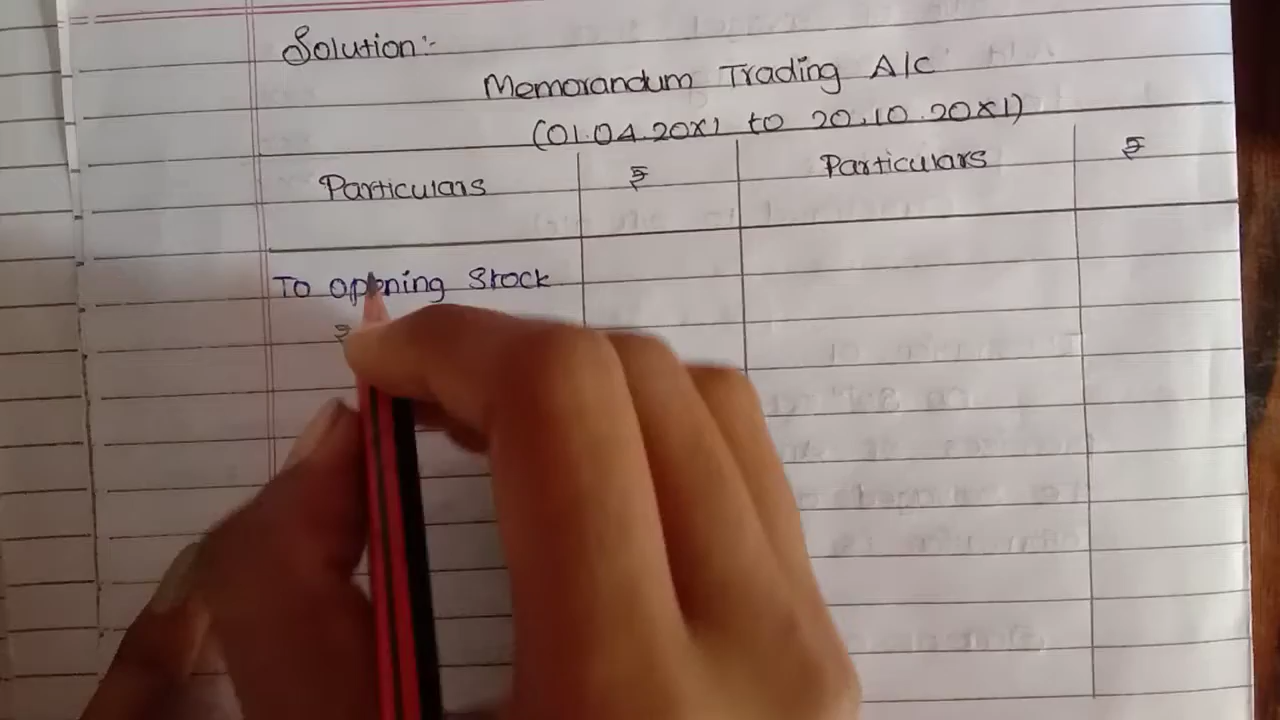 Solution:-
Memorandum Trading A/c
(01.04.20X1 to 20.10.20X1)
Particulars ₹ Particulars ₹
To opening Stock
₹